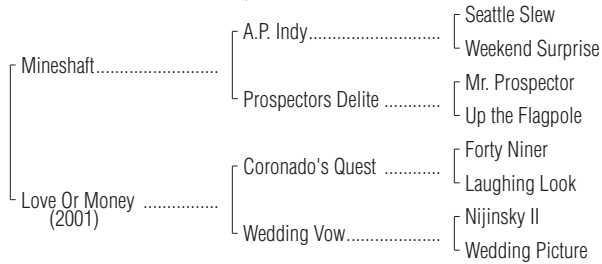 Seattle Slew
A.P. Indy..............................
Weekend Surprise
Mineshaft............................
Mr. Prospector
Prospectors Delite .............
Up the Flagpole
Forty Niner
Coronado's Quest .............
Laughing Look
Love Or Money .................
(2001)
Nijinsky II
Wedding Vow......................
Wedding Picture